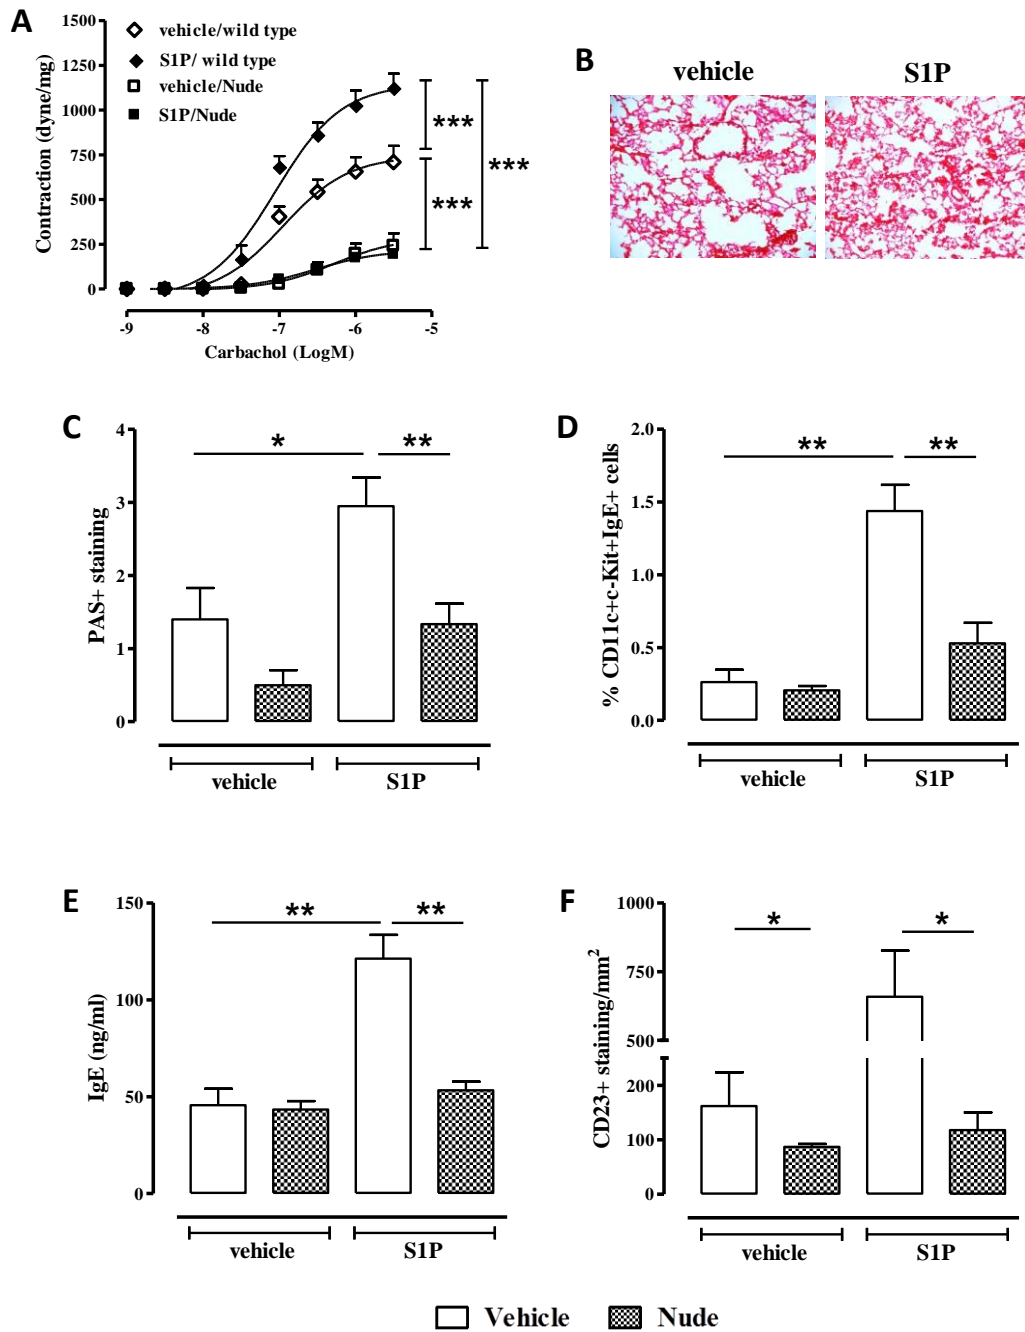 A
1500
1250
1000
750
500
250
0
Contraction (dyne/mg)
vehicle/wild type
S1P/ wild type
vehicle/Nude
S1P/Nude
***
***
***
-9
-8
-7
-6
-5
Carbachol (LogM)
B
vehicle
S1P
C
4
3
2
1
0
PAS+ staining
*
**
vehicle
S1P
D
2.0
1.5
1.0
0.5
0.0
% CD11c+c-Kit+IgE+ cells
**
**
vehicle
S1P
E
150
100
50
0
IgE (ng/ml)
**
**
vehicle
S1P
F
1000
750
500
200
100
0
CD23+ staining/mm²
*
*
vehicle
S1P
Vehicle
Nude